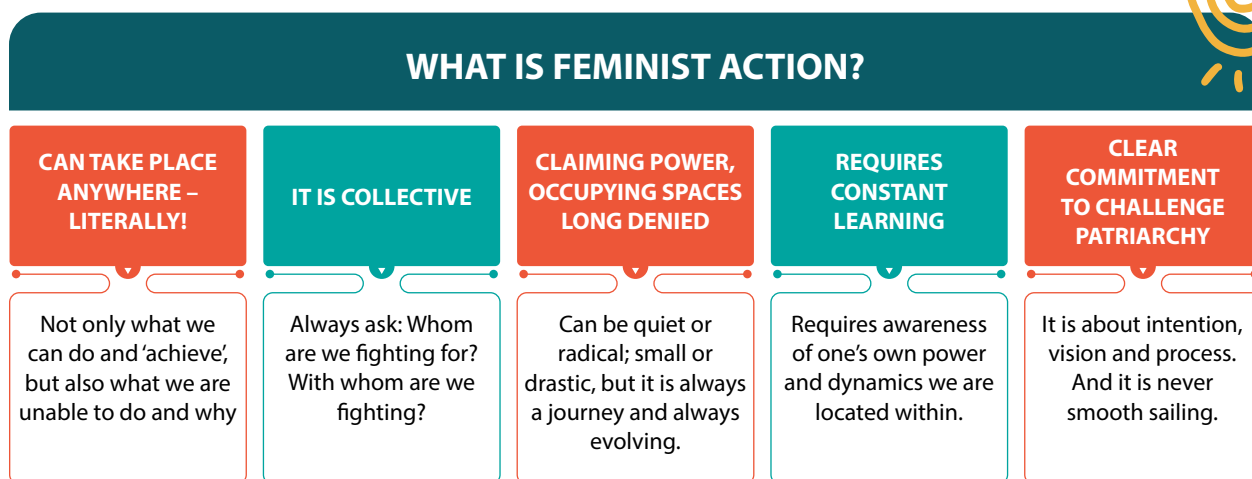 WHAT IS FEMINIST ACTION?
CAN TAKE PLACE
ANYWHERE –
LITERALLY!
Not only what we
can do and ‘achieve’,
but also what we are
unable to do and why
IT IS COLLECTIVE
Always ask: Whom
are we fighting for?
With whom are we
fighting?
CLAIMING POWER,
OCCUPYING SPACES
LONG DENIED
Can be quiet or
radical; small or
drastic, but it is always
a journey and always
evolving.
REQUIRES
CONSTANT
LEARNING
Requires awareness
of one’s own power
and dynamics we are
located within.
CLEAR
COMMITMENT
TO CHALLENGE
PATRIARCHY
It is about intention,
vision and process.
And it is never
smooth sailing.